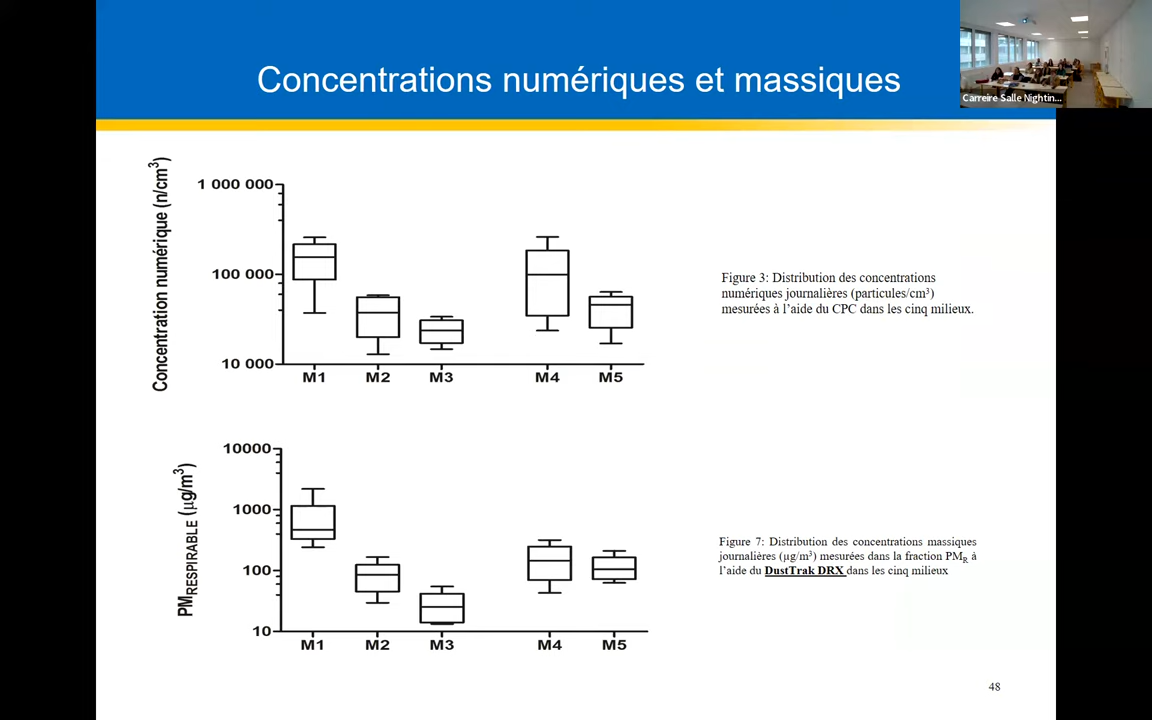 Concentrations numériques et massiques
Carreire Salle Nightin...
Concentration numérique (n/cm³)
1 000 000
100 000
10 000
M1 M2 M3 M4 M5
Figure 3: Distribution des concentrations
numériques journalières (particules/cm³)
mesurées à l’aide du CPC dans les cinq milieux.
PM_RESPIRABLE (µg/m³)
10000
1000
100
10
M1 M2 M3 M4 M5
Figure 7: Distribution des concentrations massiques
journalières (µg/m³) mesurées dans la fraction PM_R à
l’aide du DustTrak DRX dans les cinq milieux
48